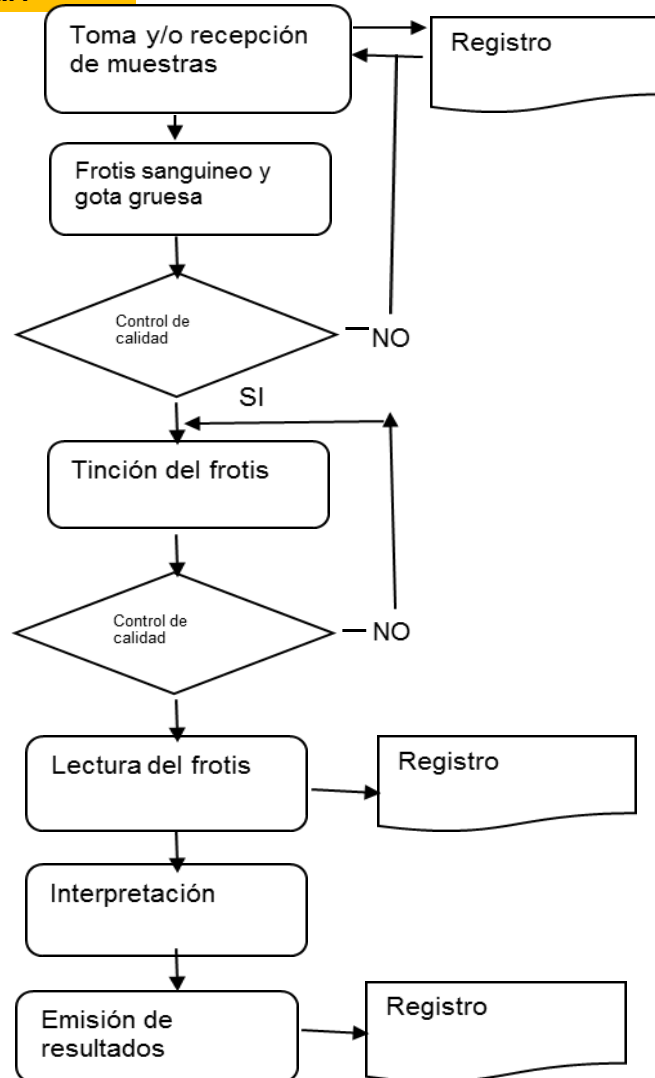 Toma y/o recepción
de muestras
Registro
Frotis sanguineo y
gota gruesa
Control de
calidad
NO
SI
Tinción del frotis
Control de
calidad
NO
Lectura del frotis
Registro
Interpretación
Emisión de
resultados
Registro